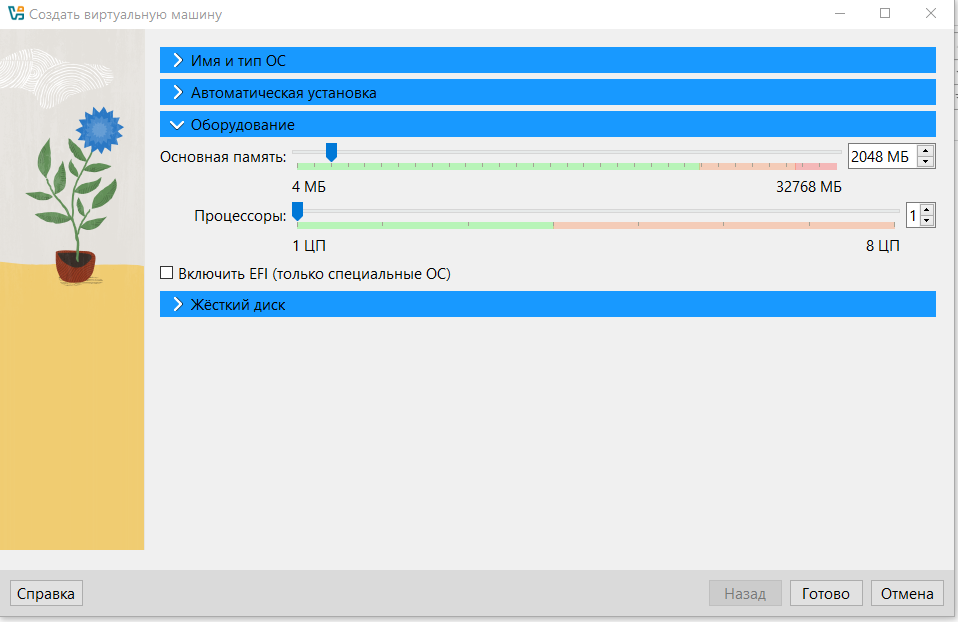 Создать виртуальную машину
Имя и тип ОС
Автоматическая установка
Оборудование
Основная память: 2048 МБ
4 МБ 32768 МБ
Процессоры: 1
1 ЦП 8 ЦП
Включить EFI (только специальные ОС)
Жёсткий диск
Справка Назад Готово Отмена